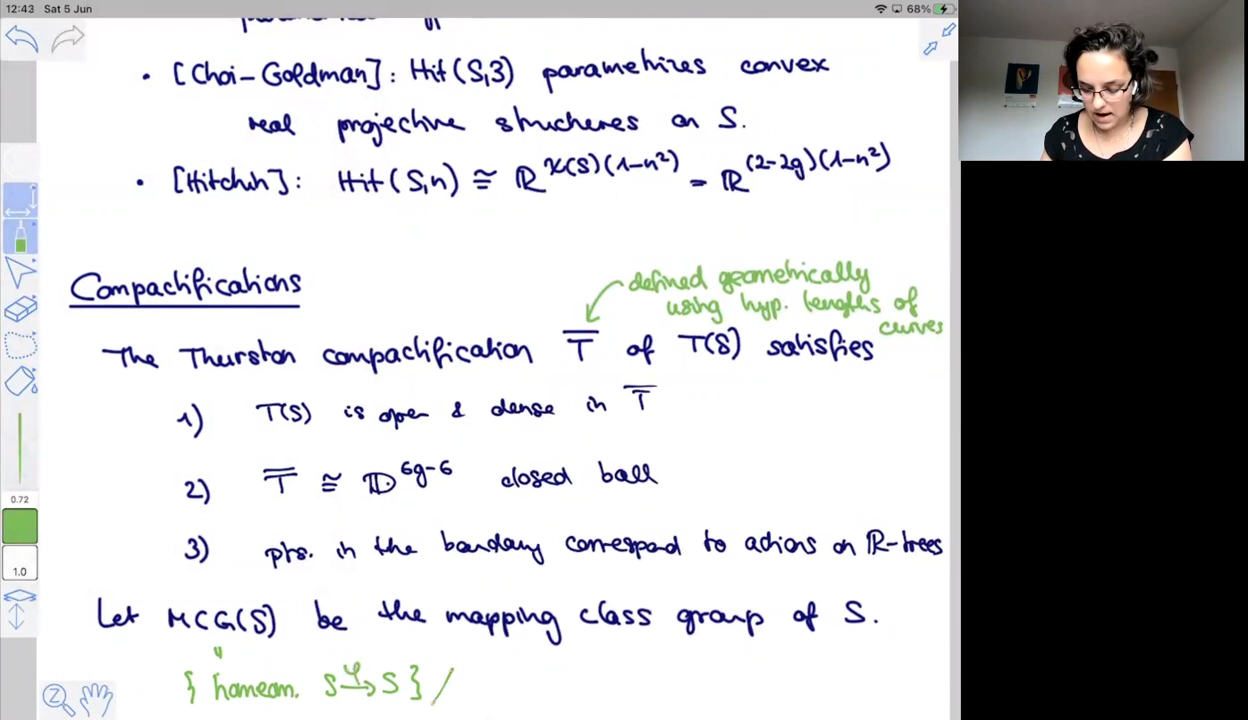 12:43 Sat 5 Jun 68%
• [Choi-Goldman]: Hit(S,3) parametrizes convex
real projective structures on S.
• [Hitchin]: Hit(S,n) ≅ ℝ^χ(S)(1-n²) = ℝ^(2-2g)(1-n²)
Compactifications
defined geometrically
using hyp. lengths of
curves
The Thurston compactification T̅ of T(S) satisfies
1) T(S) is open & dense in T̅
2) T̅ ≅ 𝔻^6g-6 closed ball
3) pts. in the boundary correspond to actions on ℝ-trees
Let MCG(S) be the mapping class group of S.
{ homeom. S →^φ S } /
0.72
1.0